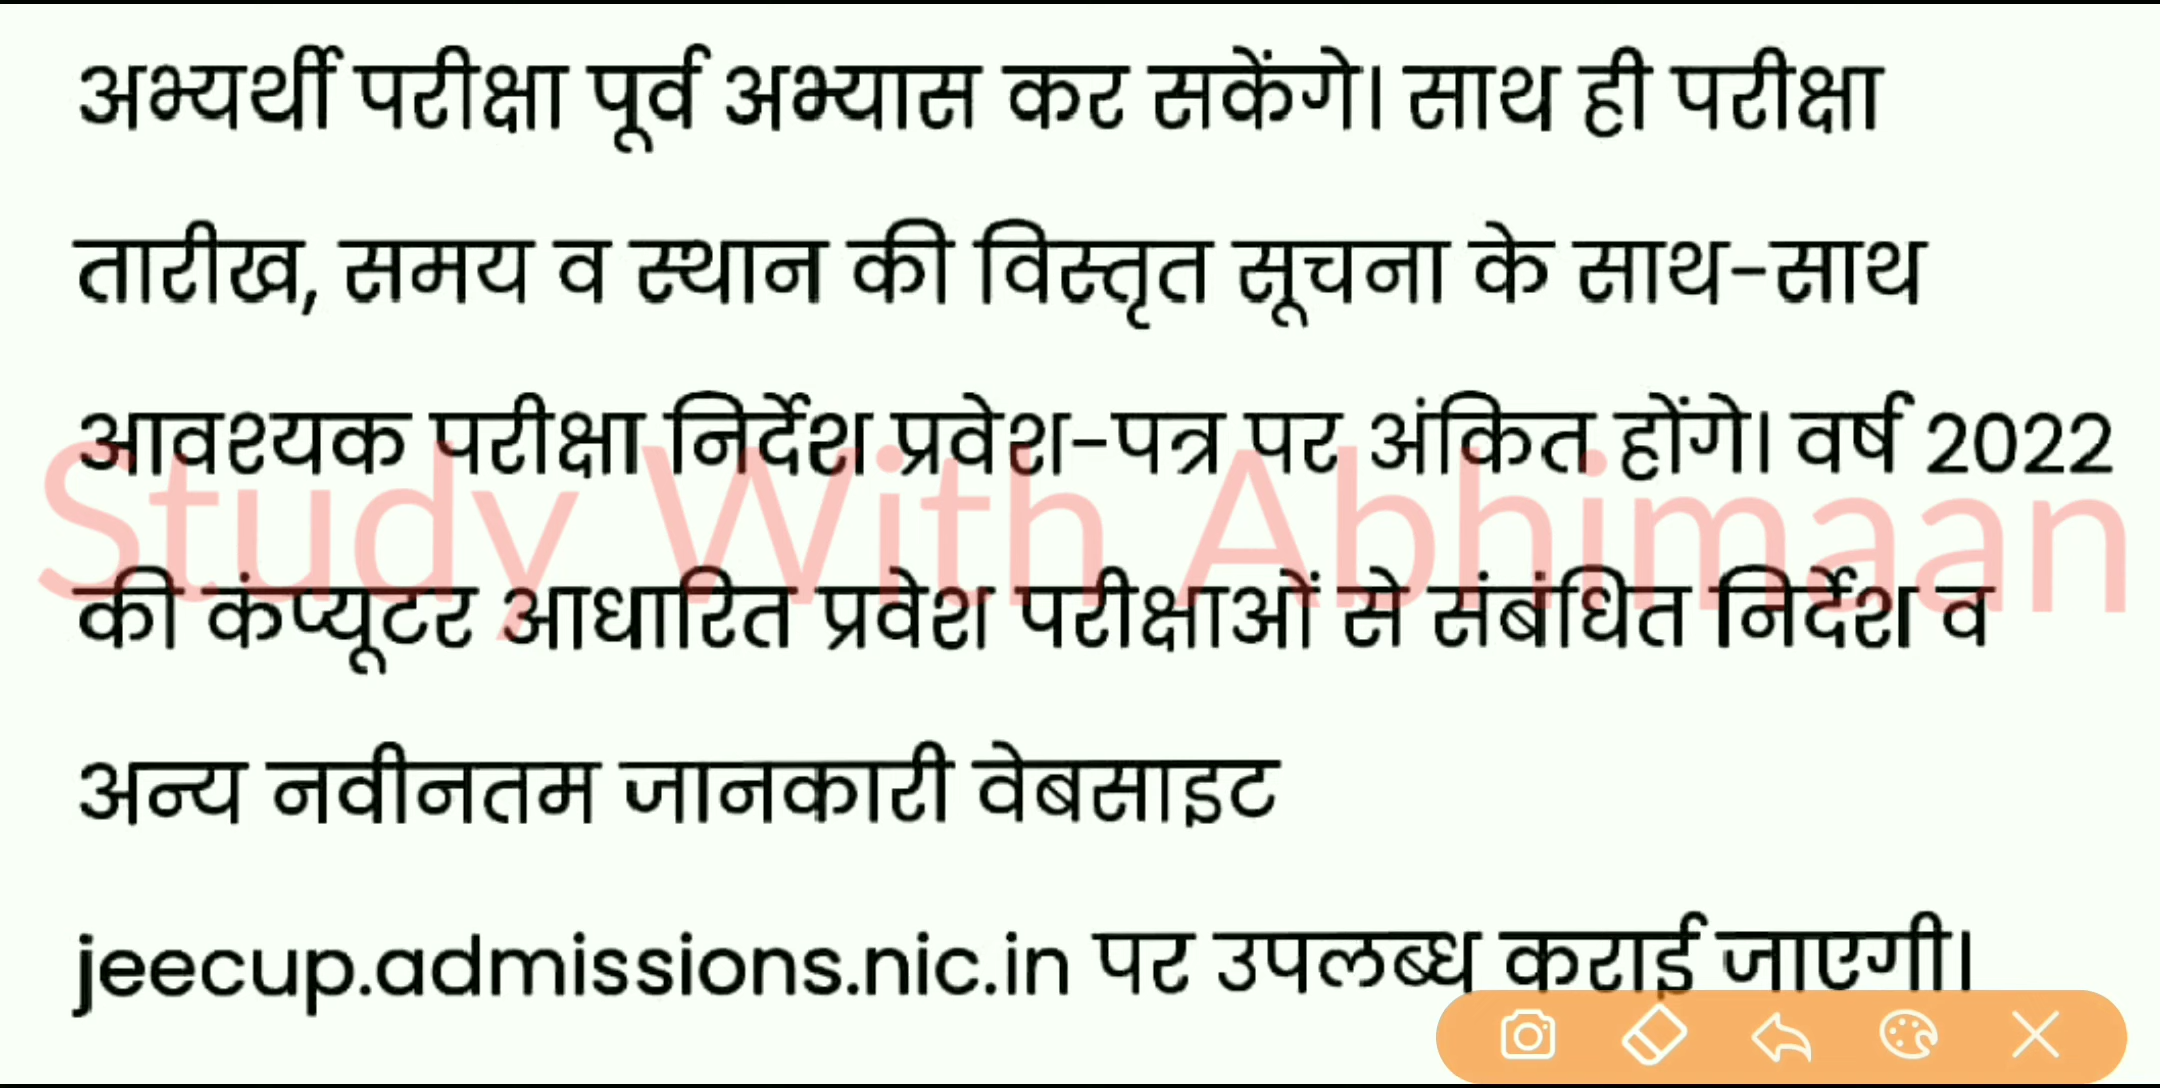 अभ्यर्थी परीक्षा पूर्व अभ्यास कर सकेंगे। साथ ही परीक्षा
तारीख, समय व स्थान की विस्तृत सूचना के साथ-साथ
आवश्यक परीक्षा निर्देश प्रवेश-पत्र पर अंकित होंगे। वर्ष 2022
Study With Abhimaan
की कंप्यूटर आधारित प्रवेश परीक्षाओं से संबंधित निर्देश व
अन्य नवीनतम जानकारी वेबसाइट
jeecup.admissions.nic.in पर उपलब्ध कराई जाएगी।